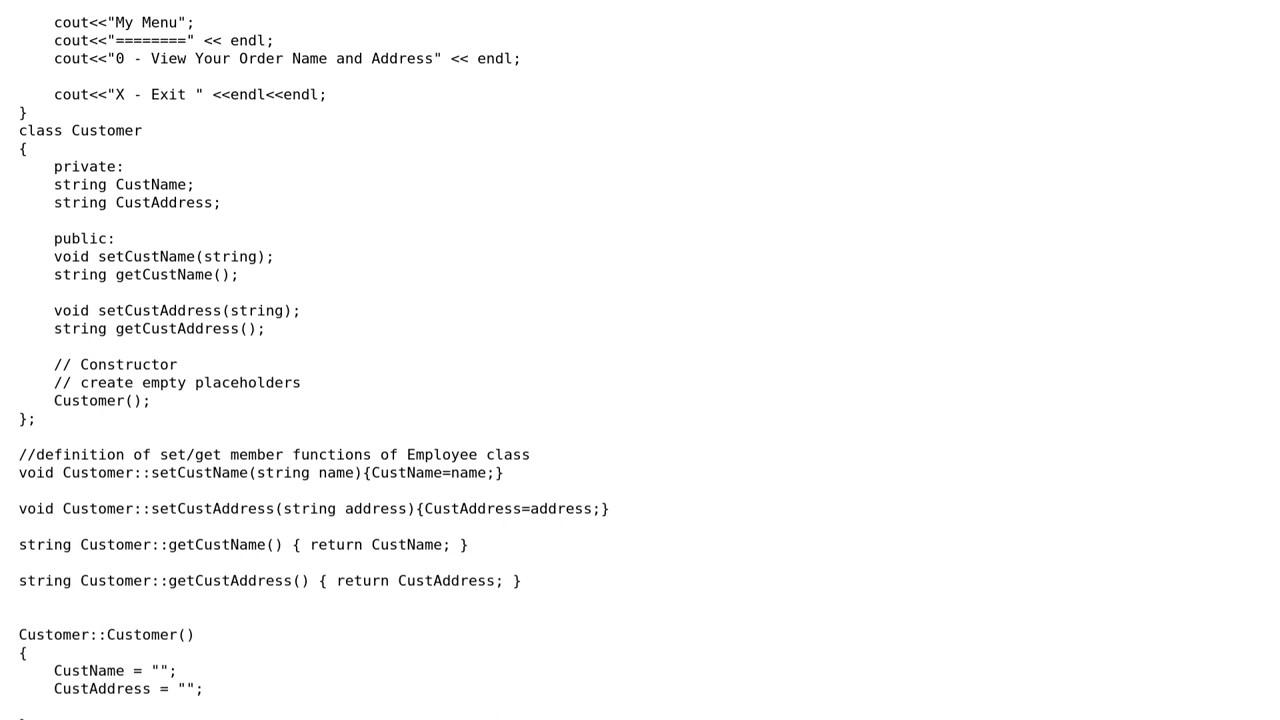 cout<<"My Menu";
    cout<<"========" << endl;
    cout<<"0 - View Your Order Name and Address" << endl;

    cout<<"X - Exit " <<endl<<endl;
}
class Customer
{
    private:
    string CustName;
    string CustAddress;

    public:
    void setCustName(string);
    string getCustName();

    void setCustAddress(string);
    string getCustAddress();

    // Constructor
    // create empty placeholders
    Customer();
};

//definition of set/get member functions of Employee class
void Customer::setCustName(string name){CustName=name;}

void Customer::setCustAddress(string address){CustAddress=address;}

string Customer::getCustName() { return CustName; }

string Customer::getCustAddress() { return CustAddress; }


Customer::Customer()
{
    CustName = "";
    CustAddress = "";